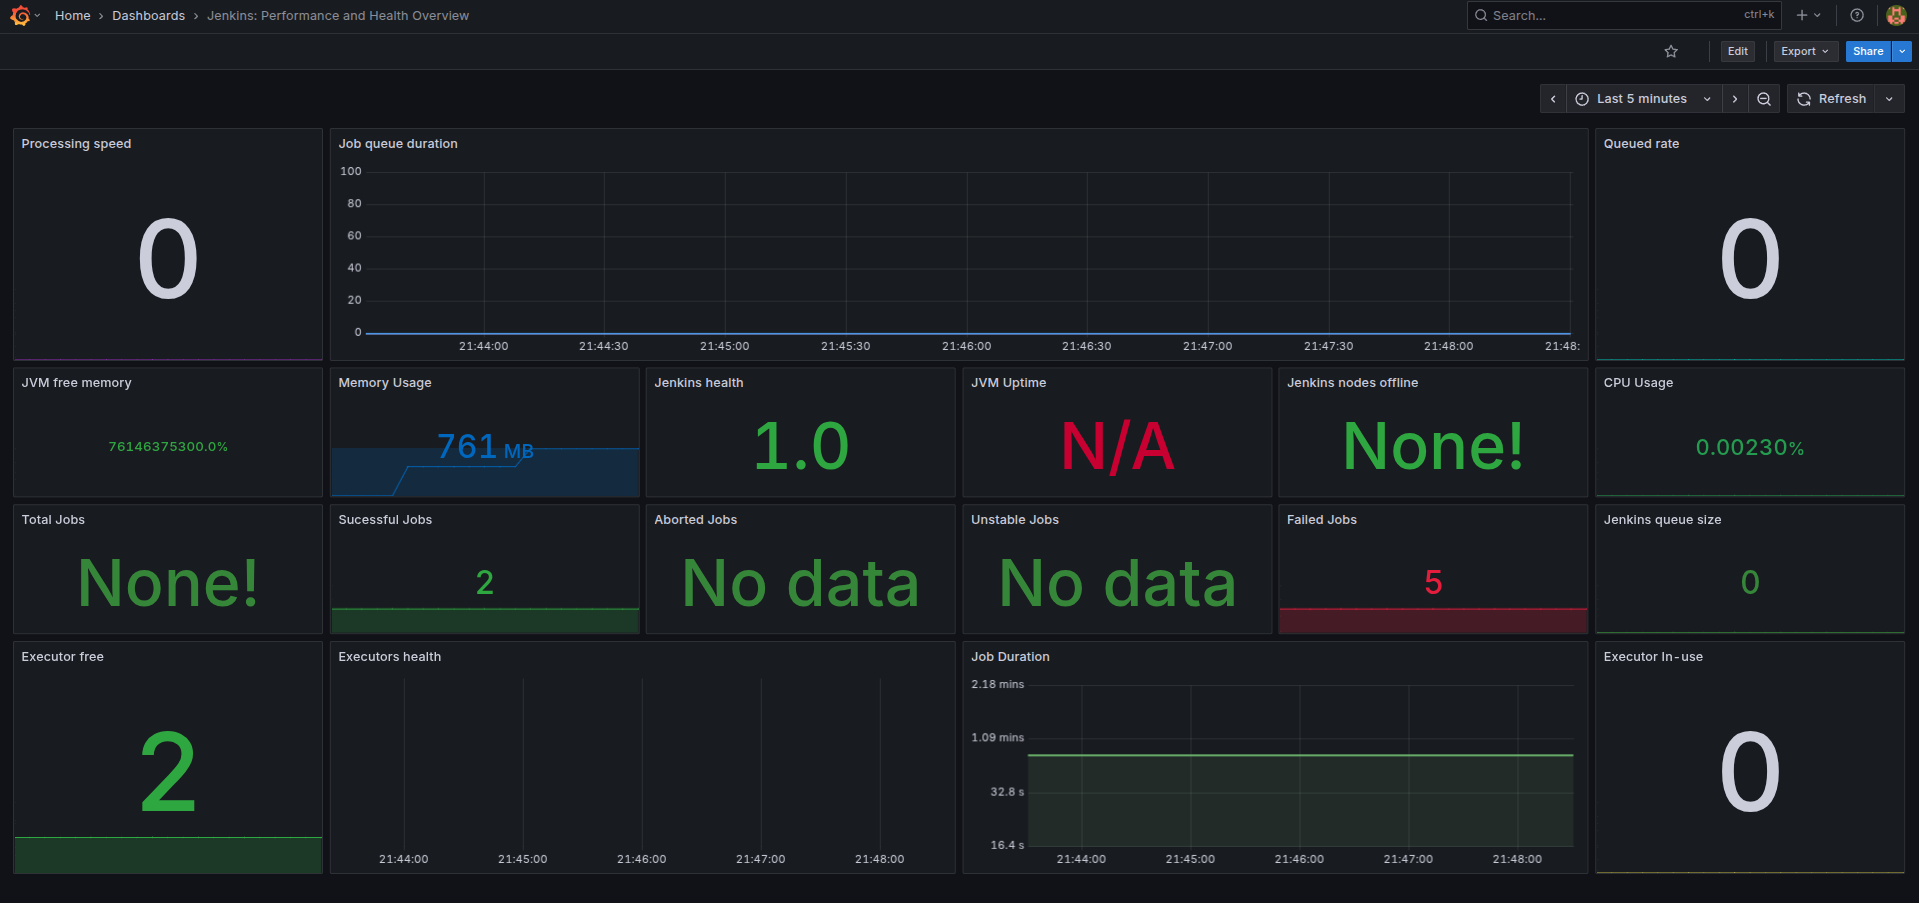 Home › Dashboards › Jenkins: Performance and Health Overview
Search... ctrl+k
Edit Export Share
Last 5 minutes Refresh
Processing speed
0
Job queue duration
100
80
60
40
20
0
21:44:00 21:44:30 21:45:00 21:45:30 21:46:00 21:46:30 21:47:00 21:47:30 21:48:00 21:48:
Queued rate
0
JVM free memory
76146375300.0%
Memory Usage
761 MB
Jenkins health
1.0
JVM Uptime
N/A
Jenkins nodes offline
None!
CPU Usage
0.00230%
Total Jobs
None!
Sucessful Jobs
2
Aborted Jobs
No data
Unstable Jobs
No data
Failed Jobs
5
Jenkins queue size
0
Executor free
2
Executors health
21:44:00 21:45:00 21:46:00 21:47:00 21:48:00
Job Duration
2.18 mins
1.09 mins
32.8 s
16.4 s
21:44:00 21:45:00 21:46:00 21:47:00 21:48:00
Executor In-use
0